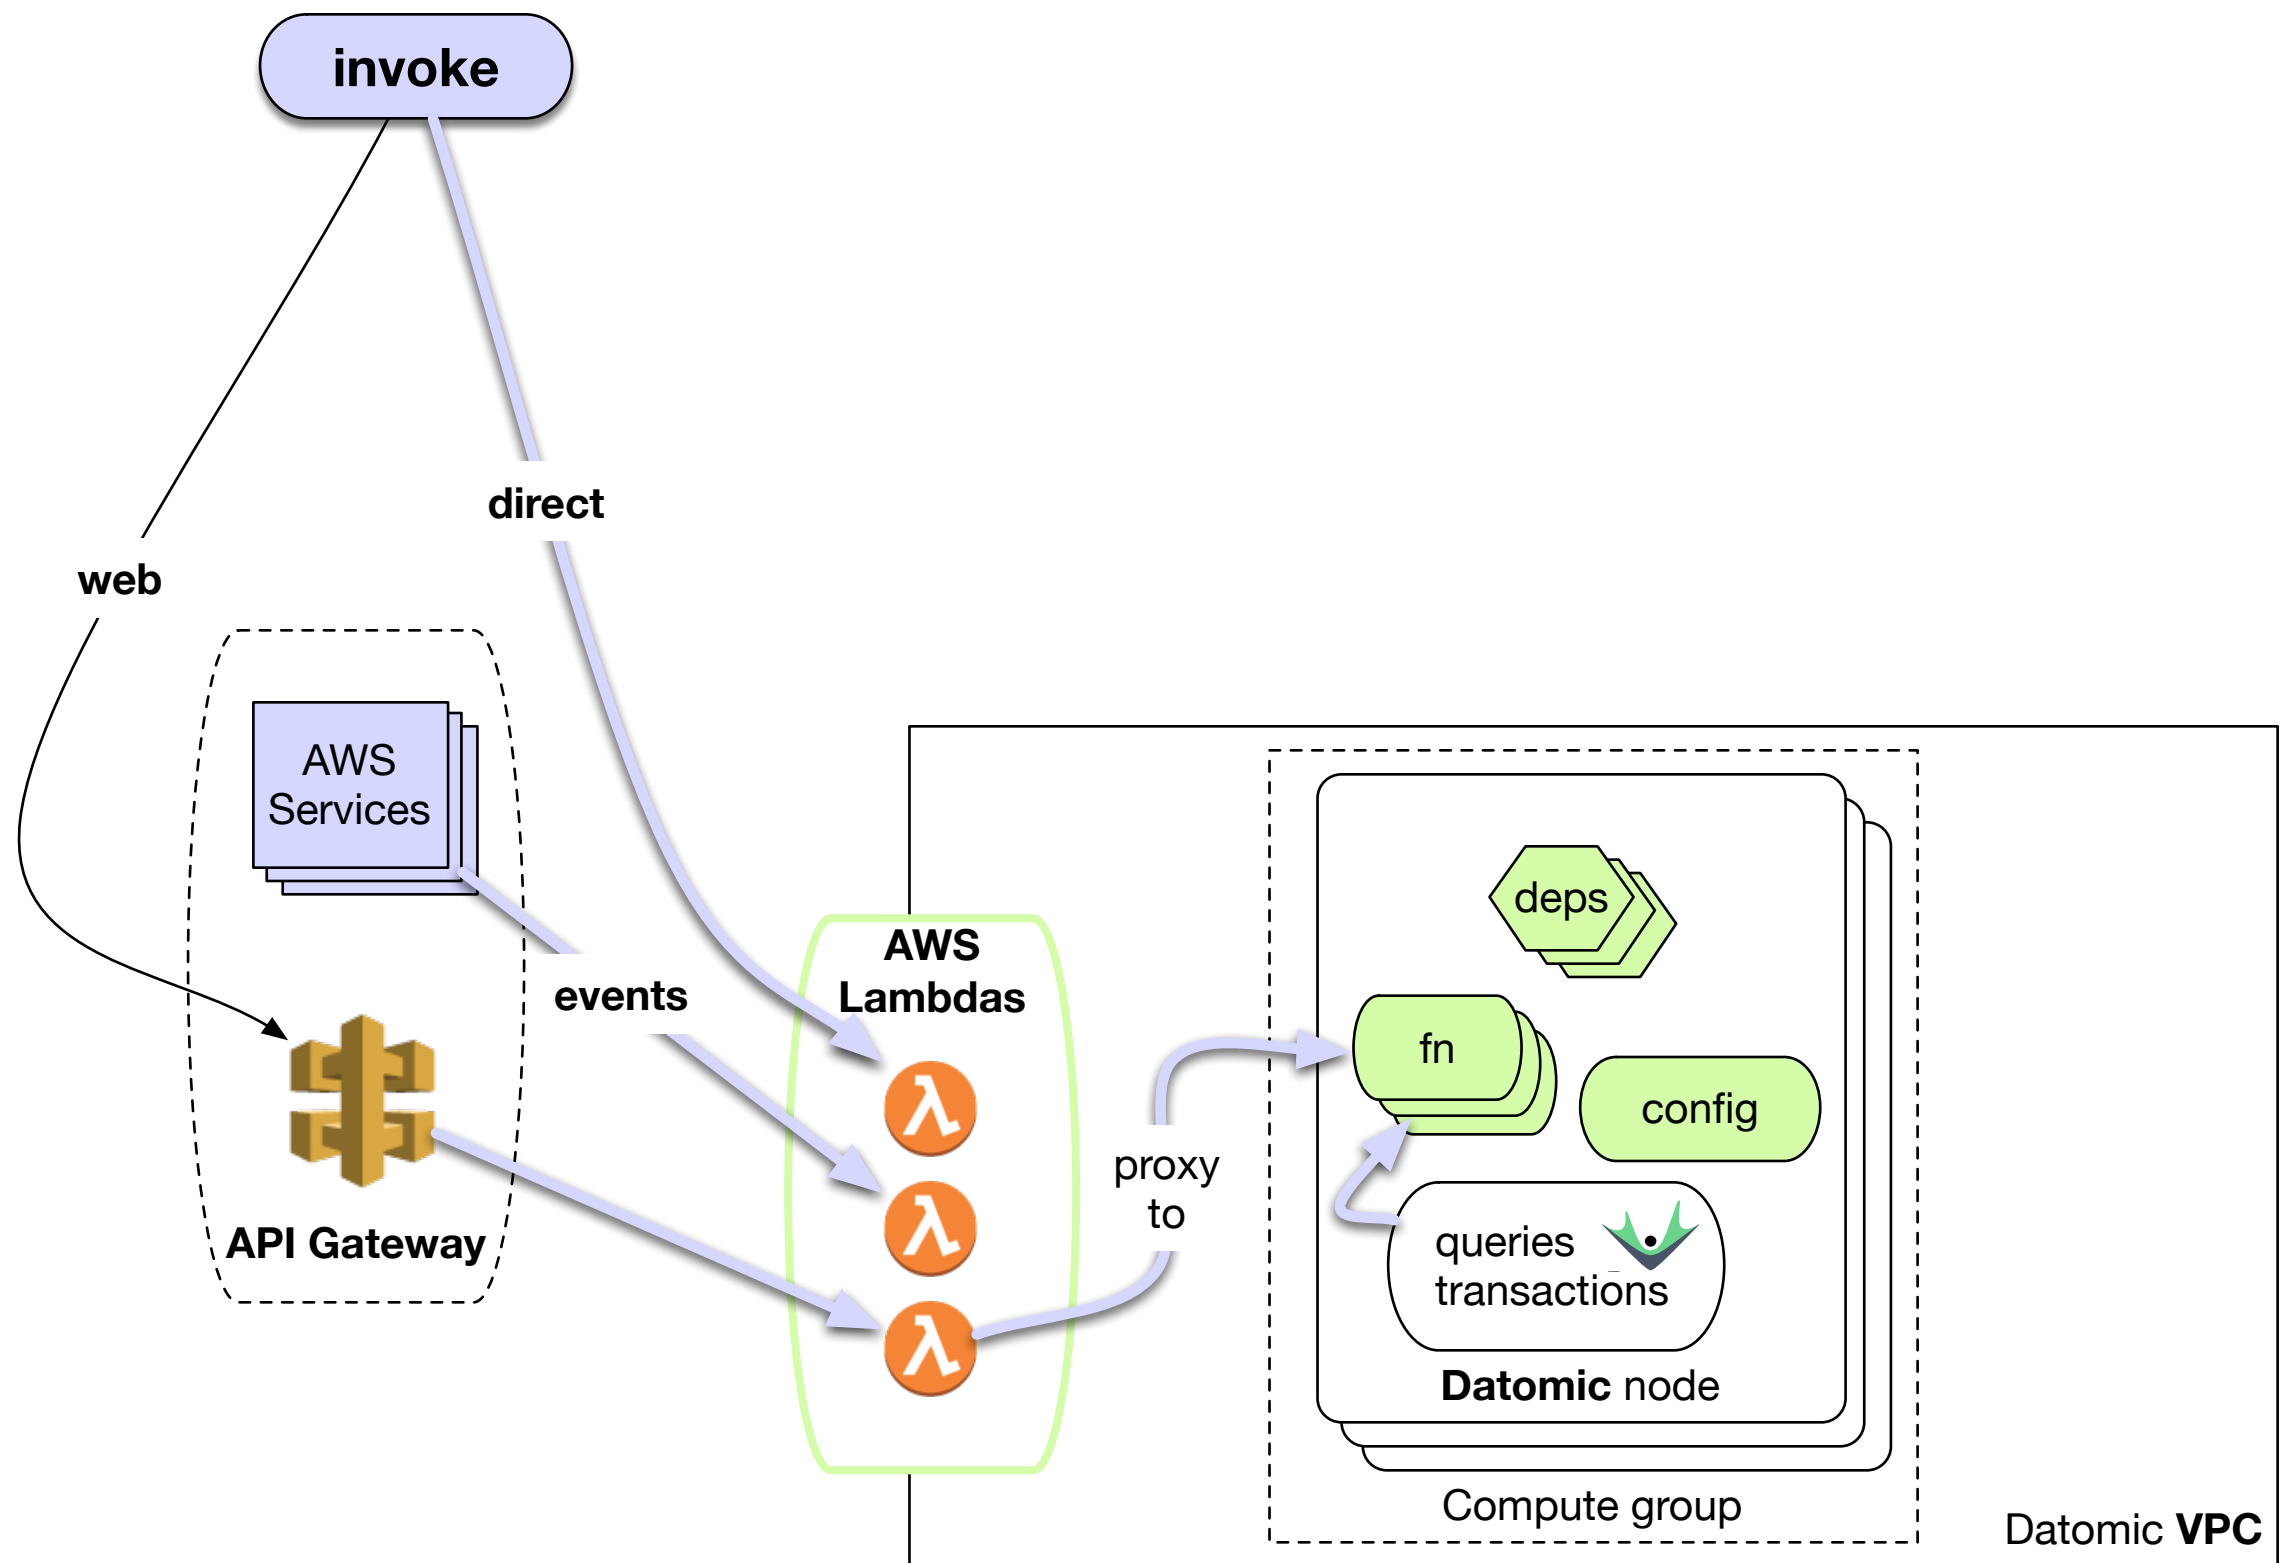 invoke
direct
web
AWS
Services
events
API Gateway
AWS
Lambdas
proxy
to
deps
fn
config
queries
transactions
Datomic node
Compute group
Datomic VPC